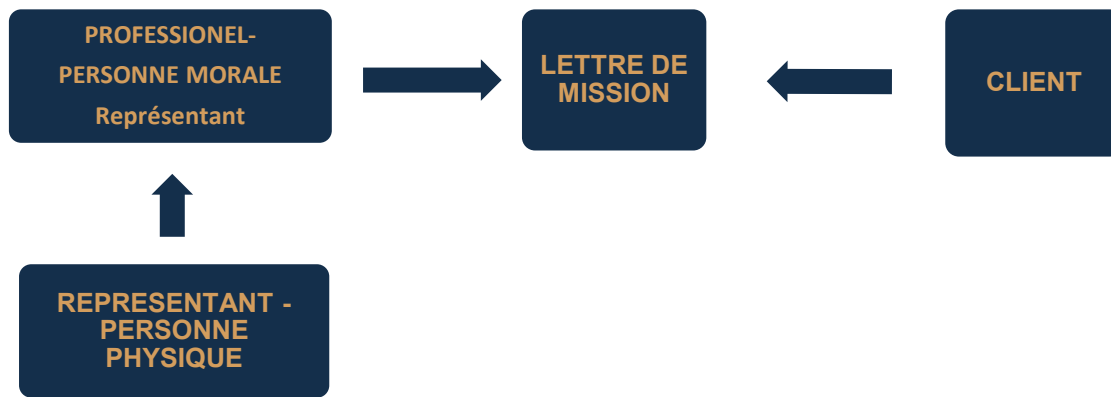 PROFESSIONEL-
PERSONNE MORALE
Représentant
LETTRE DE
MISSION
CLIENT
REPRESENTANT -
PERSONNE
PHYSIQUE